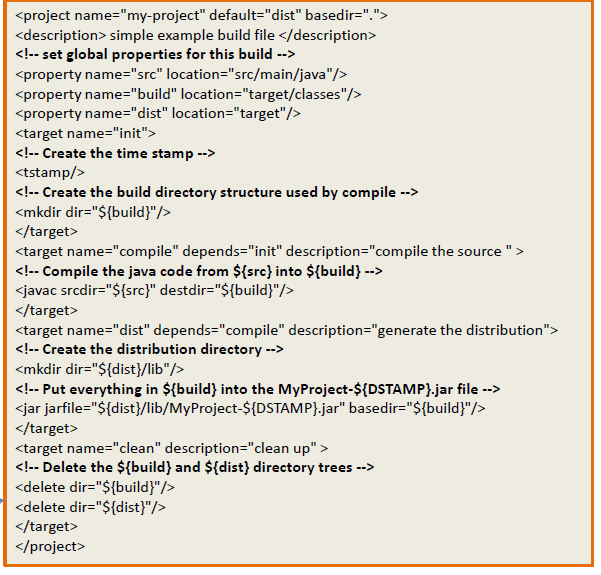 <project name="my-project" default="dist" basedir=".">
<description> simple example build file </description>
<!-- set global properties for this build -->
<property name="src" location="src/main/java"/>
<property name="build" location="target/classes"/>
<property name="dist" location="target"/>
<target name="init">
<!-- Create the time stamp -->
<tstamp/>
<!-- Create the build directory structure used by compile -->
<mkdir dir="${build}"/>
</target>
<target name="compile" depends="init" description="compile the source " >
<!-- Compile the java code from ${src} into ${build} -->
<javac srcdir="${src}" destdir="${build}"/>
</target>
<target name="dist" depends="compile" description="generate the distribution">
<!-- Create the distribution directory -->
<mkdir dir="${dist}/lib"/>
<!-- Put everything in ${build} into the MyProject-${DSTAMP}.jar file -->
<jar jarfile="${dist}/lib/MyProject-${DSTAMP}.jar" basedir="${build}"/>
</target>
<target name="clean" description="clean up" >
<!-- Delete the ${build} and ${dist} directory trees -->
<delete dir="${build}"/>
<delete dir="${dist}"/>
</target>
</project>